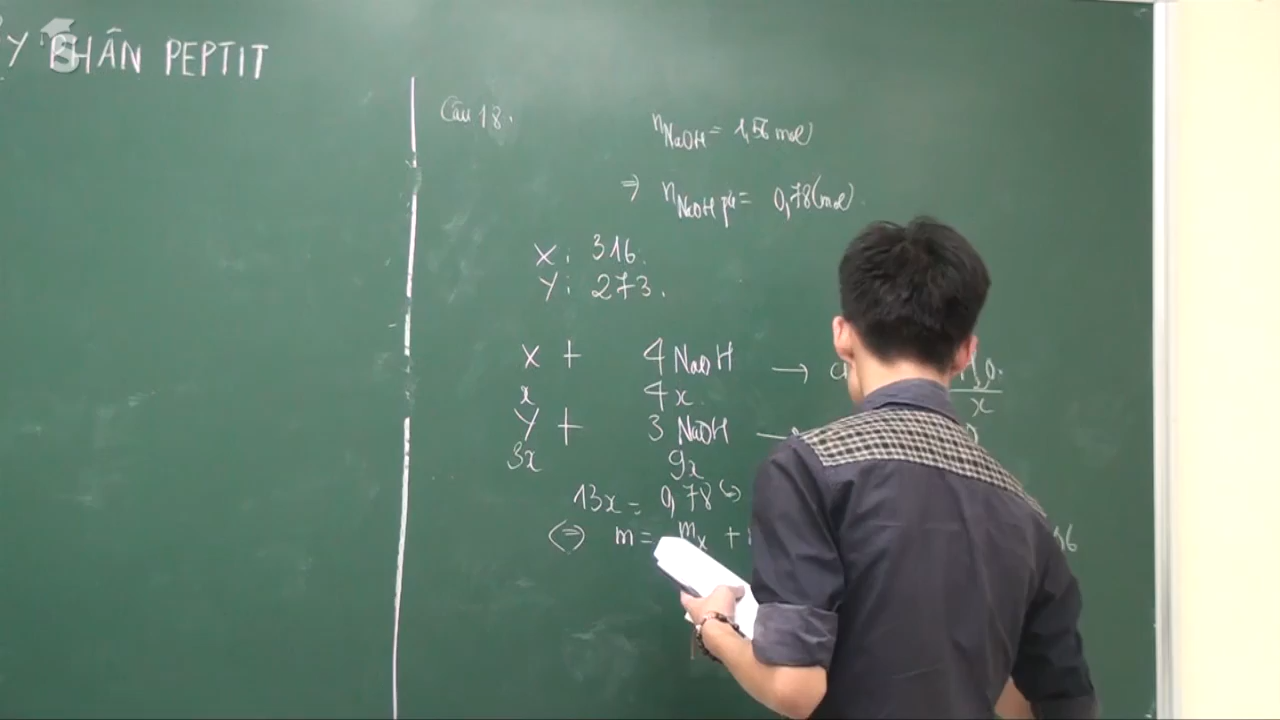 Y PHÂN PEPTIT
Câu 18.
nNaOH = 1,56 mol
⇒ nNaOH pư = 0,78 (mol).
X: 316.
Y: 273.
X + 4 NaOH →
x 4x
Y + 3 NaOH →
3x 9x
13x = 0,78
⇔ m = mX +